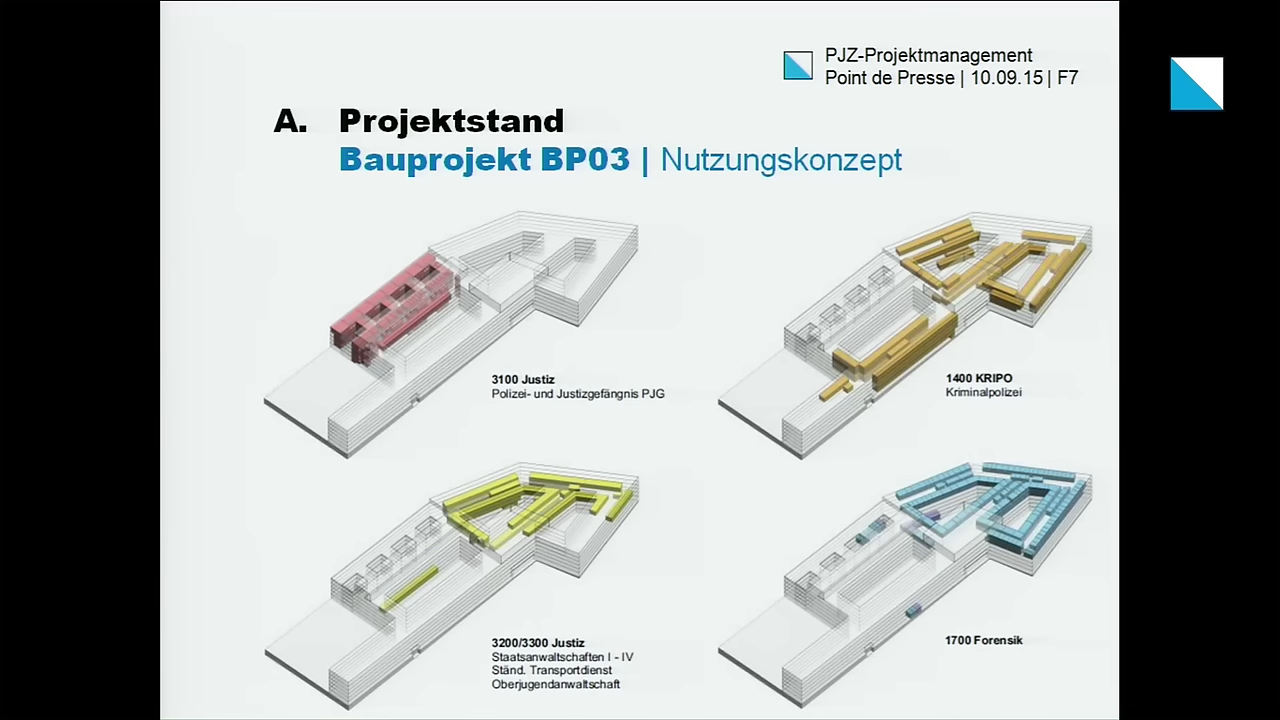 PJZ-Projektmanagement
Point de Presse | 10.09.15 | F7
A. Projektstand
Bauprojekt BP03 | Nutzungskonzept
3100 Justiz
Polizei- und Justizgefängnis PJG
1400 KRIPO
Kriminalpolizei
3200/3300 Justiz
Staatsanwaltschaften I - IV
Ständ. Transportdienst
Oberjugendanwaltschaft
1700 Forensik